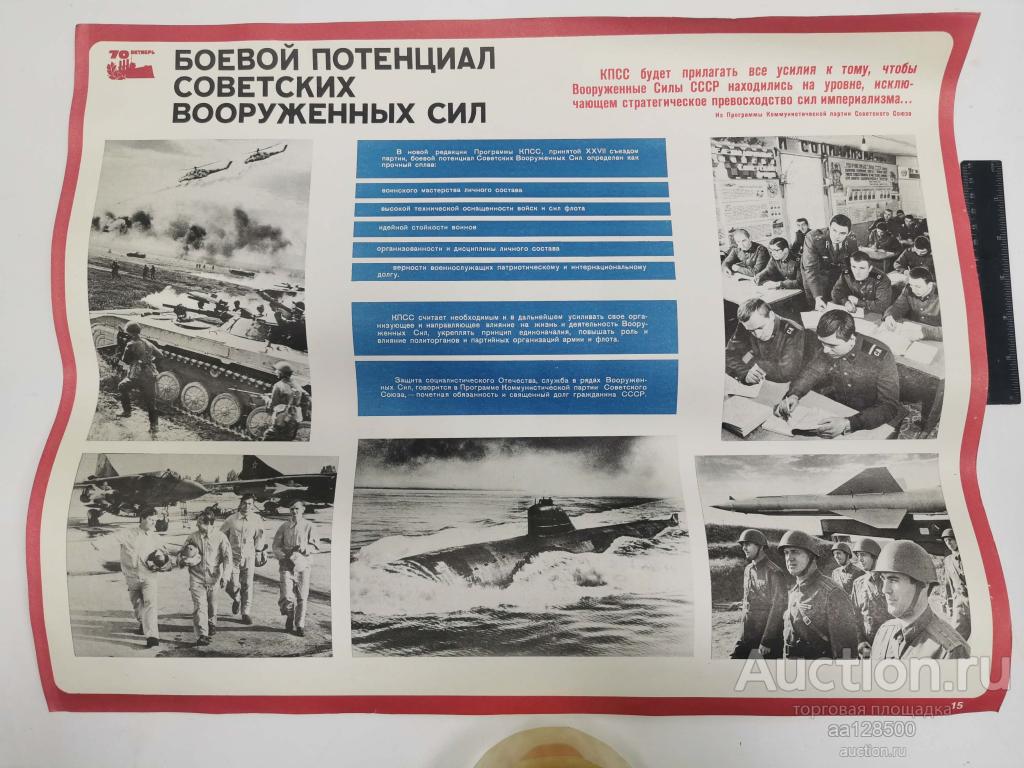 70 ОКТЯБРЬ
БОЕВОЙ ПОТЕНЦИАЛ
СОВЕТСКИХ
ВООРУЖЕННЫХ СИЛ
КПСС будет прилагать все усилия к тому, чтобы
Вооруженные Силы СССР находились на уровне, исклю-
чающем стратегическое превосходство сил империализма...
Из Программы Коммунистической партии Советского Союза
В новой редакции Программы КПСС, принятой XXVII съездом
партии, боевой потенциал Советских Вооруженных Сил определен как
прочный сплав:
воинского мастерства личного состава
высокой технической оснащенности войск и сил флота
идейной стойкости воинов
организованности и дисциплины личного состава
верности военнослужащих патриотическому и интернациональному
долгу.
КПСС считает необходимым и в дальнейшем усиливать свое орга-
низующее и направляющее влияние на жизнь и деятельность Воору-
женных Сил, укреплять принцип единоначалия, повышать роль и
влияние политорганов и партийных организаций армии и флота.
Защита социалистического Отечества, служба в рядах Вооружен-
ных Сил, говорится в Программе Коммунистической партии Советского
Союза,— почетная обязанность и священный долг гражданина СССР.
15
Auction.ru
торговая площадка
aa128500
auction.ru